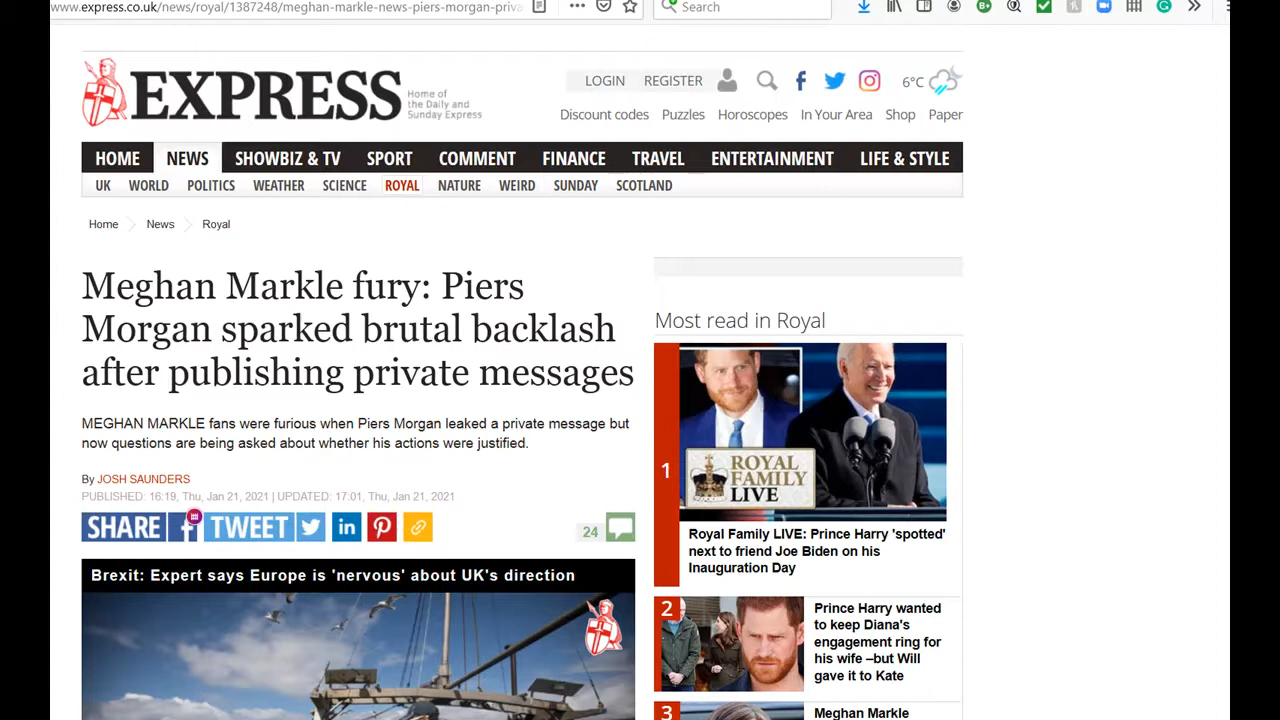 www.express.co.uk/news/royal/1387248/meghan-markle-news-piers-morgan-priva
Search
EXPRESS
Home of
the Daily and
Sunday Express
LOGIN REGISTER
6°C
Discount codes Puzzles Horoscopes In Your Area Shop Paper
HOME NEWS SHOWBIZ & TV SPORT COMMENT FINANCE TRAVEL ENTERTAINMENT LIFE & STYLE
UK WORLD POLITICS WEATHER SCIENCE ROYAL NATURE WEIRD SUNDAY SCOTLAND
Home News Royal
Meghan Markle fury: Piers
Morgan sparked brutal backlash
after publishing private messages
MEGHAN MARKLE fans were furious when Piers Morgan leaked a private message but
now questions are being asked about whether his actions were justified.
By JOSH SAUNDERS
PUBLISHED: 16:19, Thu, Jan 21, 2021 | UPDATED: 17:01, Thu, Jan 21, 2021
SHARE TWEET
24
Brexit: Expert says Europe is 'nervous' about UK's direction
Most read in Royal
1
ROYAL
FAMILY
LIVE
Royal Family LIVE: Prince Harry 'spotted'
next to friend Joe Biden on his
Inauguration Day
2
Prince Harry wanted
to keep Diana's
engagement ring for
his wife –but Will
gave it to Kate
3
Meghan Markle